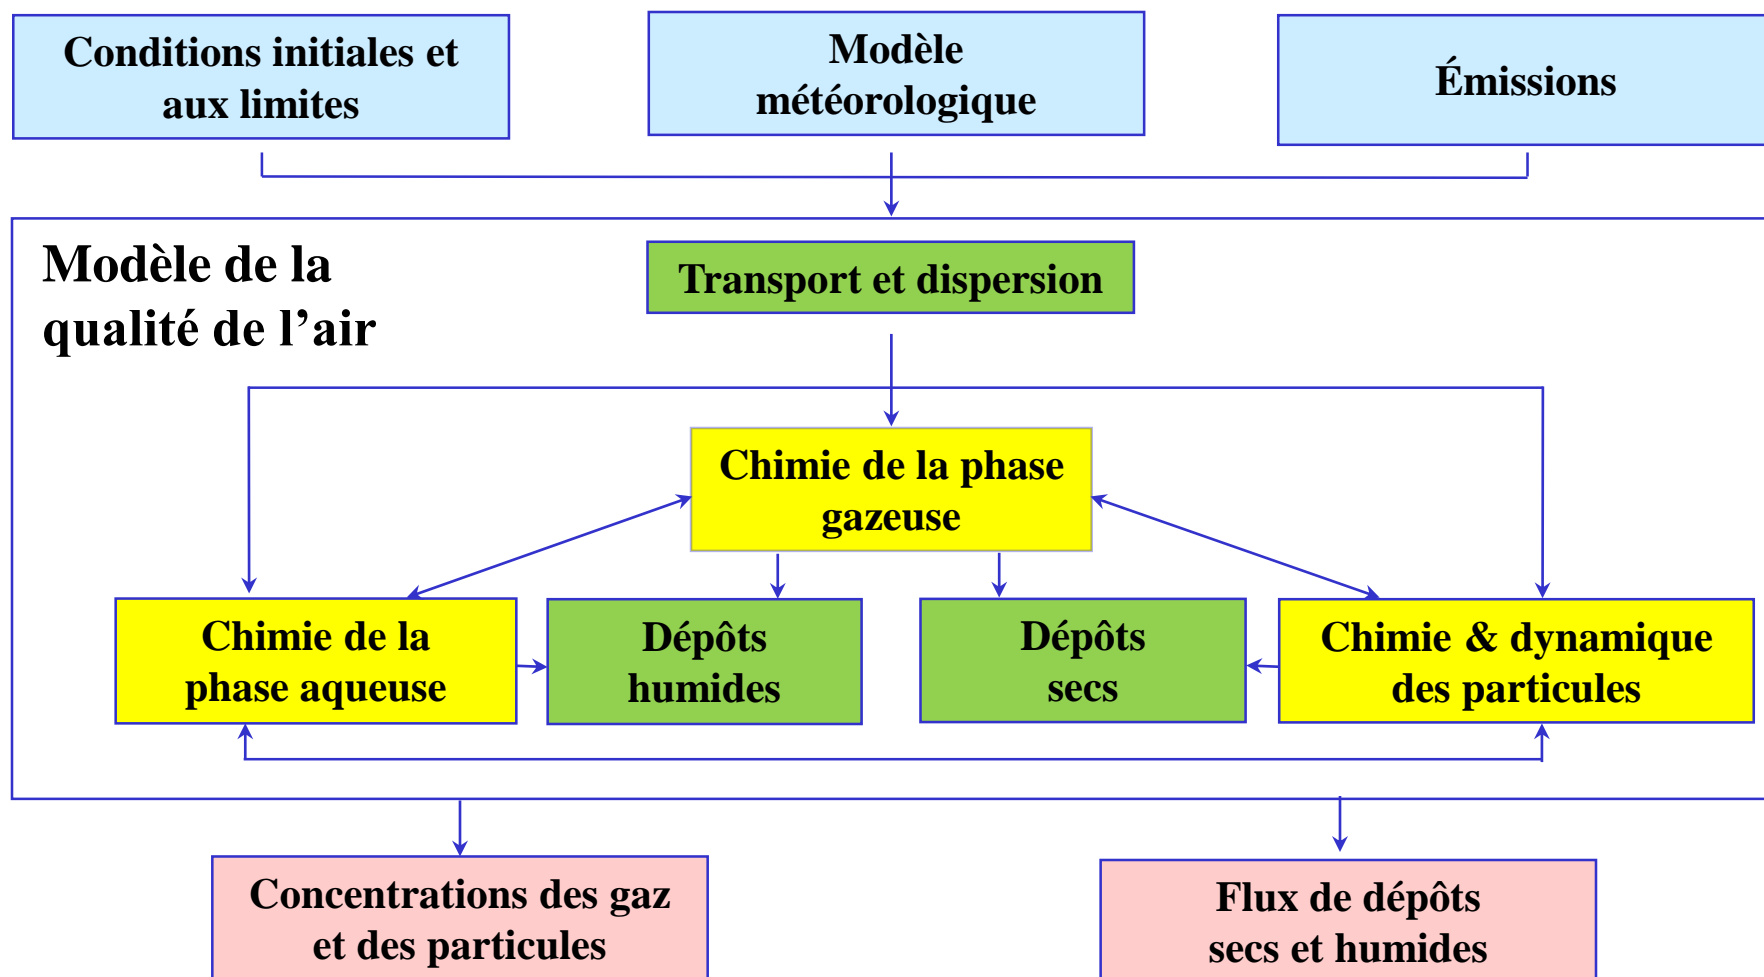 Conditions initiales et
aux limites
Modèle
météorologique
Émissions
Modèle de la
qualité de l’air
Transport et dispersion
Chimie de la phase
gazeuse
Chimie de la
phase aqueuse
Dépôts
humides
Dépôts
secs
Chimie & dynamique
des particules
Concentrations des gaz
et des particules
Flux de dépôts
secs et humides